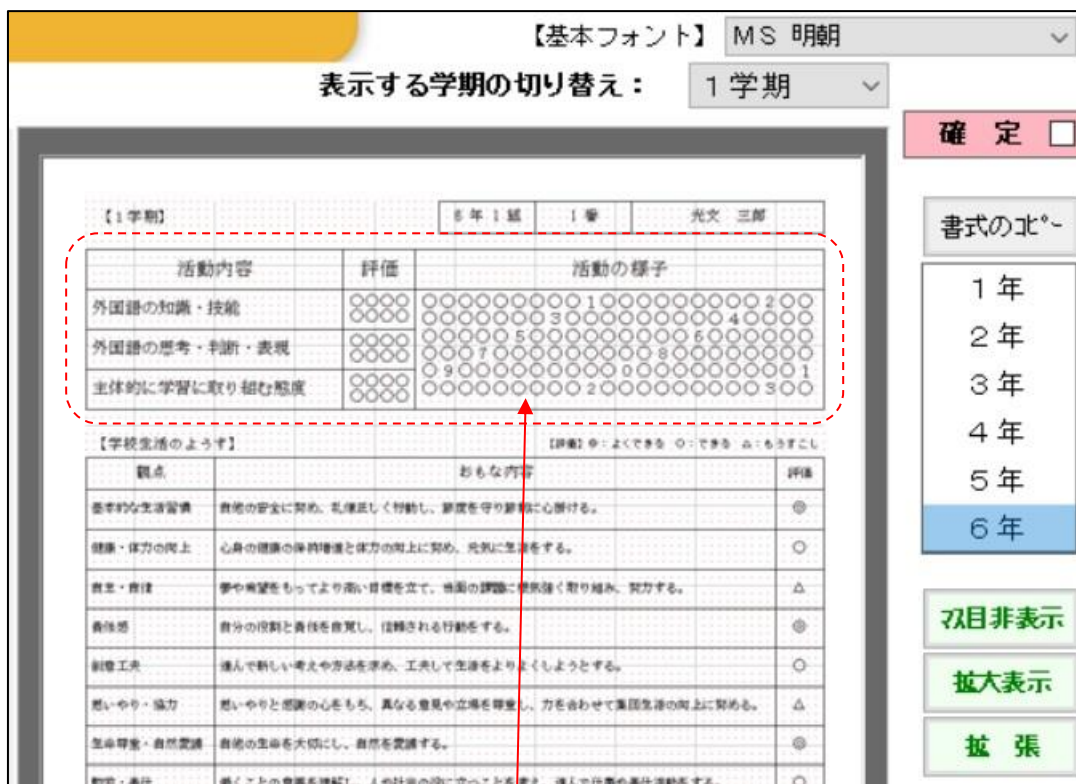 【基本フォント】 ＭＳ 明朝
表示する学期の切り替え： １学期
確 定
書式のｺﾋﾟｰ
１年
２年
３年
４年
５年
６年
ﾏｽ目非表示
拡大表示
拡 張
【1学期】 6年1組 1番 光文 三郎
活動内容 評価 活動の様子
外国語の知識・技能 ○○○○ ○○○○○○○○○1○○○○○○○○○2○○
○○○○ ○○○○○○○3○○○○○○○○○4○○○○
外国語の思考・判断・表現 ○○○○ ○○○○○5○○○○○○○○○6○○○○○○
○○○○ ○○○7○○○○○○○○○8○○○○○○○○
主体的に学習に取り組む態度 ○○○○ ○9○○○○○○○○○0○○○○○○○○○1
○○○○ ○○○○○○○○○2○○○○○○○○○3○○
【学校生活のようす】 【評価】◎：よくできる ○：できる △：もうすこし
観点 おもな内容 評価
基本的な生活習慣 自他の安全に努め、礼儀正しく行動し、節度を守り節制に心掛ける。 ◎
健康・体力の向上 心身の健康の保持増進と体力の向上に努め、元気に生活をする。 ○
自主・自律 夢や希望をもってより高い目標を立て、当面の課題に根気強く取り組み、努力する。 △
責任感 自分の役割と責任を自覚し、信頼される行動をする。 ◎
創意工夫 進んで新しい考えや方法を求め、工夫して生活をよりよくしようとする。 ○
思いやり・協力 思いやりと感謝の心をもち、異なる意見や立場を尊重し、力を合わせて集団生活の向上に努める。 △
生命尊重・自然愛護 自他の生命を大切にし、自然を愛護する。 ◎